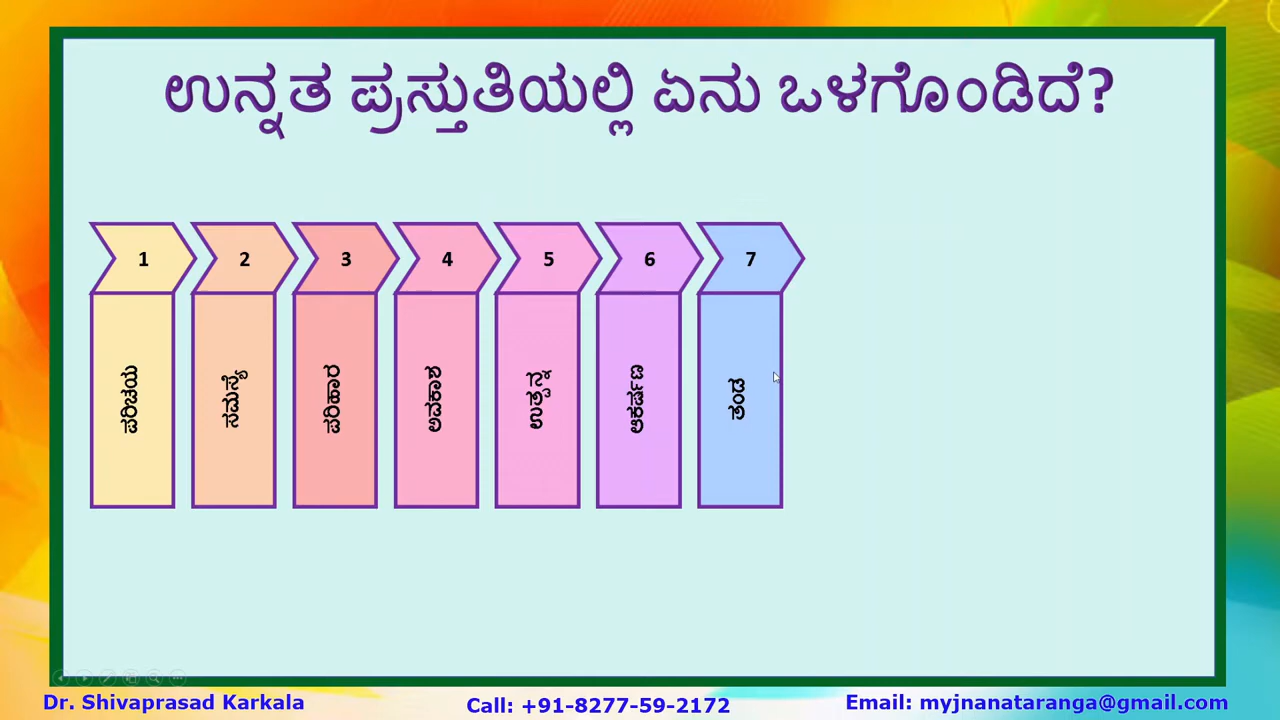 ಉನ್ನತ ಪ್ರಸ್ತುತಿಯಲ್ಲಿ ಏನು ಒಳಗೊಂಡಿದೆ?
1
2
3
4
5
6
7
ಪರಿಚಯ
ಸಮಸ್ಯೆ
ಪರಿಹಾರ
ಅವಕಾಶ
ಉತ್ಪನ್ನ
ಆಕರ್ಷಣ
ತಂಡ
Dr. Shivaprasad Karkala
Call: +91-8277-59-2172
Email: myjnanataranga@gmail.com